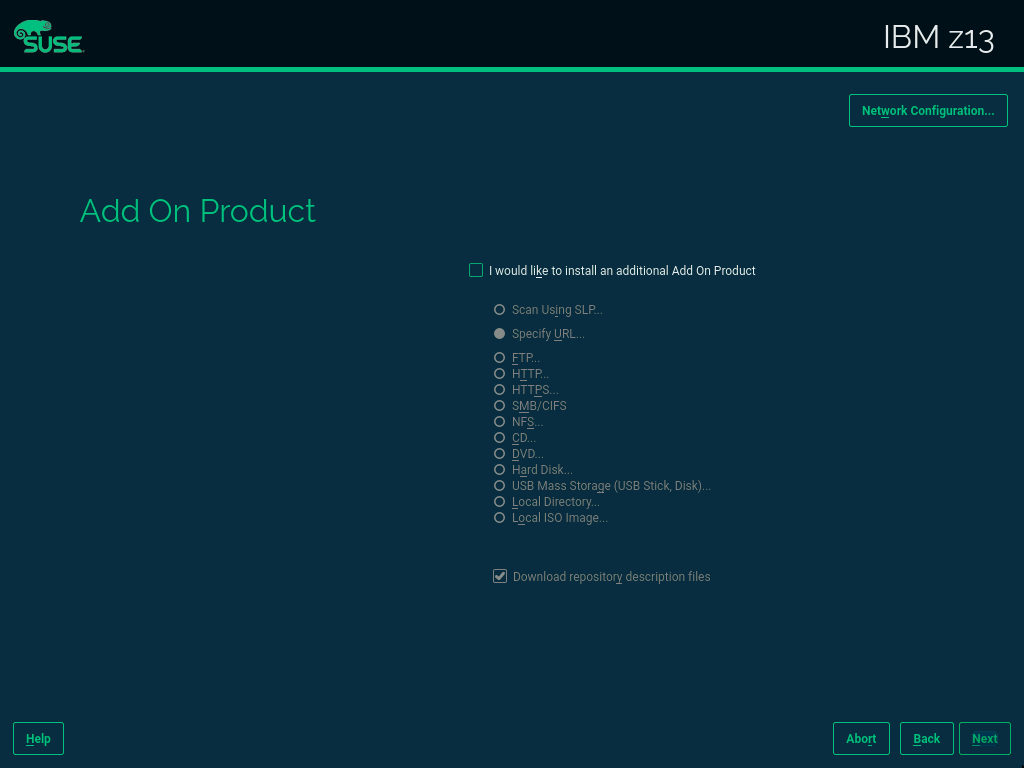 SUSE
IBM z13
Network Configuration...
Add On Product
I would like to install an additional Add On Product
Scan Using SLP...
Specify URL...
FTP...
HTTP...
HTTPS...
SMB/CIFS
NFS...
CD...
DVD...
Hard Disk...
USB Mass Storage (USB Stick, Disk)...
Local Directory...
Local ISO Image...
Download repository description files
Help
Abort
Back
Next